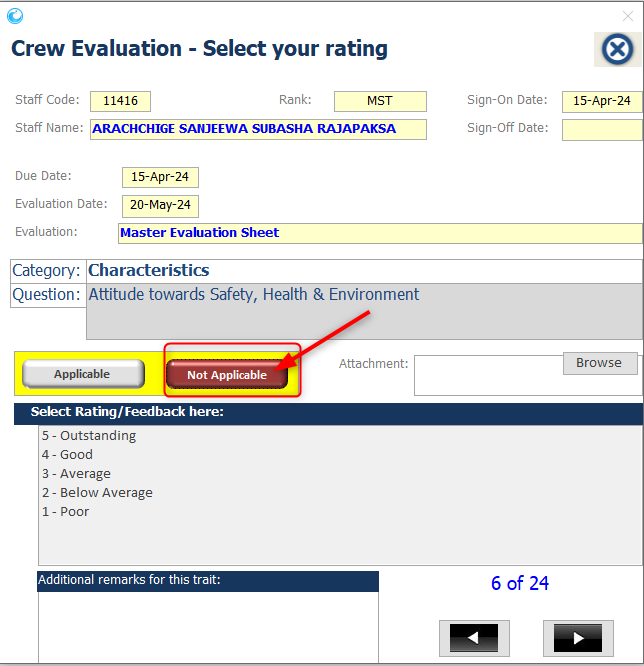 Crew Evaluation - Select your rating
Staff Code: 11416 Rank: MST Sign-On Date: 15-Apr-24
Staff Name: ARACHCHIGE SANJEEWA SUBASHA RAJAPAKSA Sign-Off Date:
Due Date: 15-Apr-24
Evaluation Date: 20-May-24
Evaluation: Master Evaluation Sheet
Category: Characteristics
Question: Attitude towards Safety, Health & Environment
Applicable Not Applicable Attachment: Browse
Select Rating/Feedback here:
5 - Outstanding
4 - Good
3 - Average
2 - Below Average
1 - Poor
Additional remarks for this trait: 6 of 24